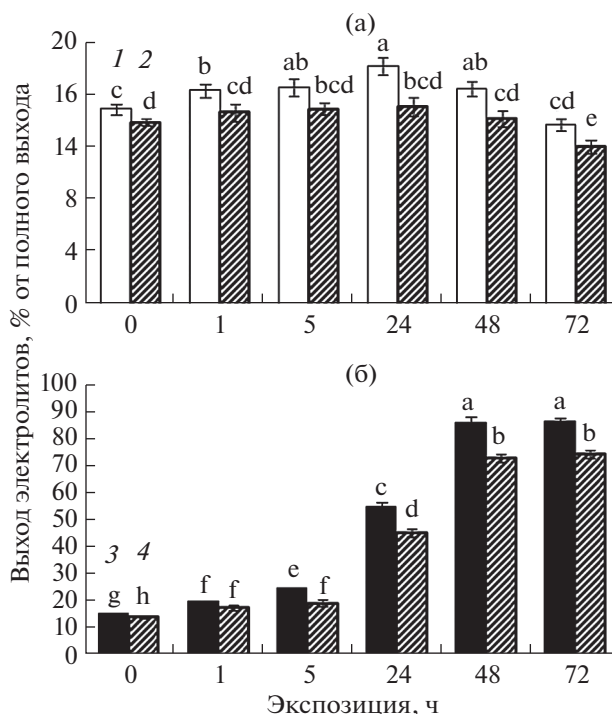 (а)
20
16
14
8
4
0
1 2
c d b cd ab bcd a bcd ab cd cd e
0 1 5 24 48 72
Выход электролитов, % от полного выхода
(б)
100
90
80
70
60
50
40
30
20
10
0
3 4
g h f f e f c d a b a b
0 1 5 24 48 72
Экспозиция, ч